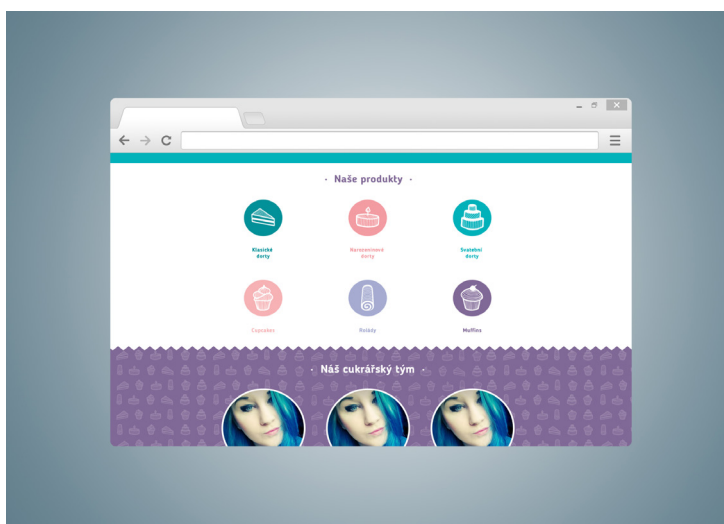 · Naše produkty ·
Klasické
dorty
Narozeninové
dorty
Svatební
dorty
Cupcakes
Rolády
Muffins
· Náš cukrářský tým ·